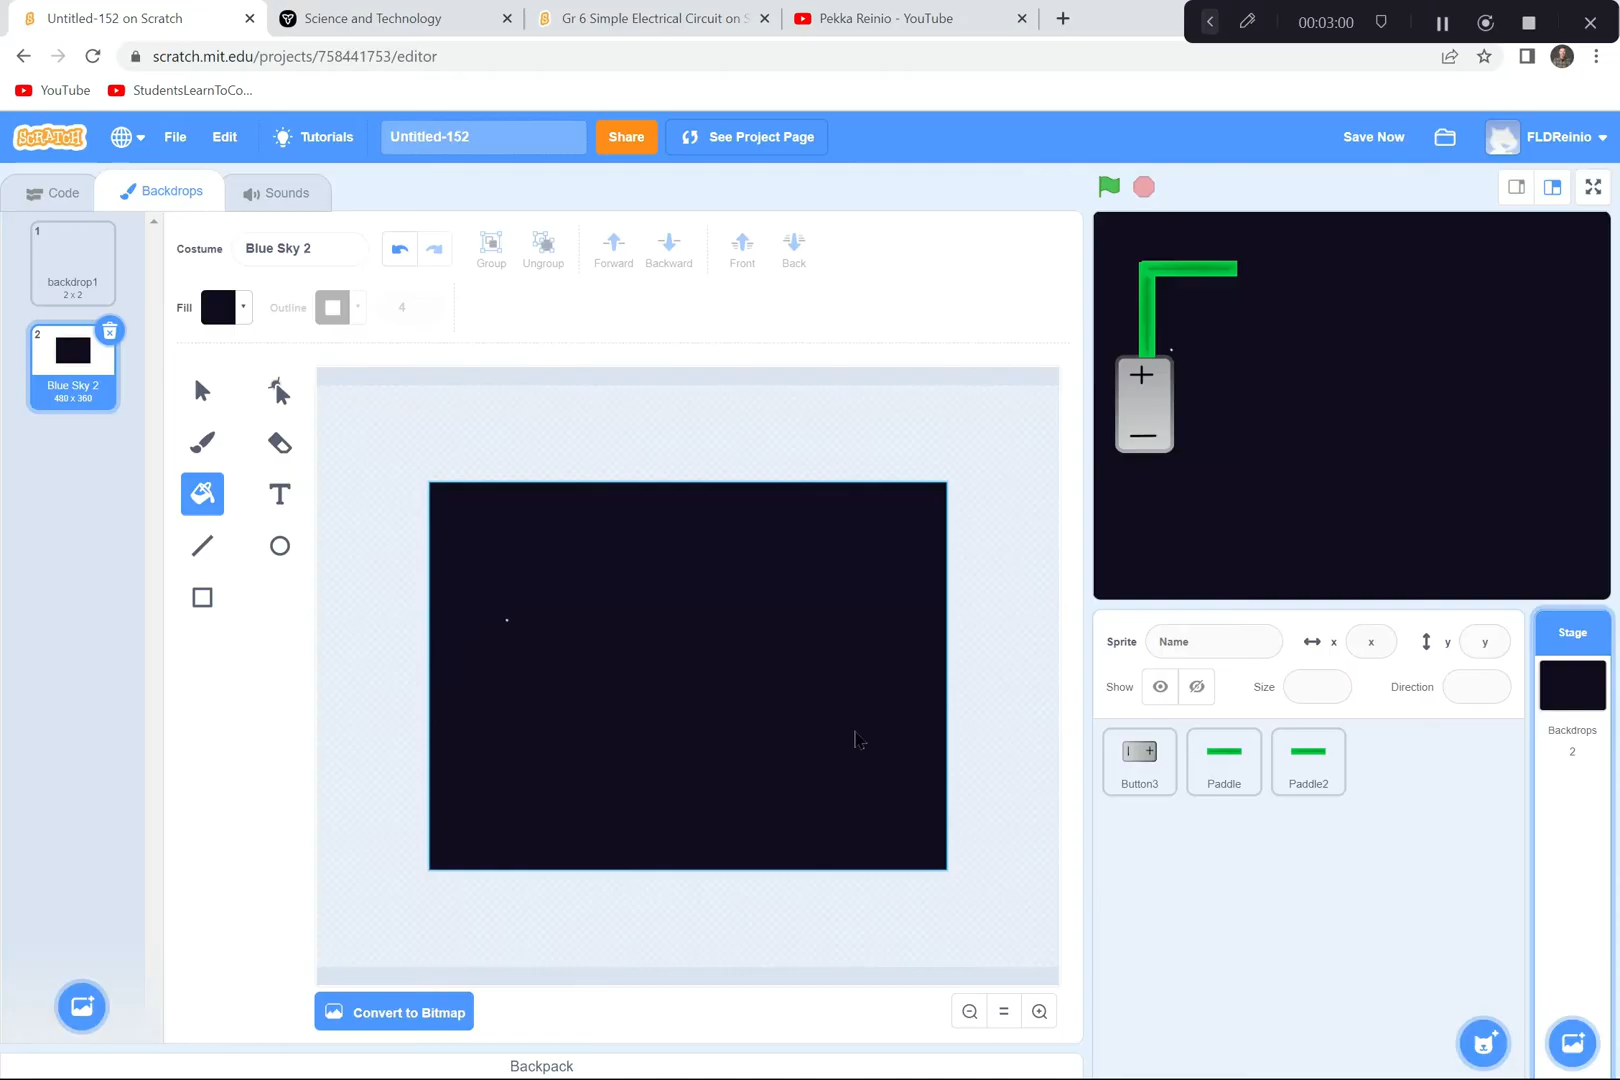 Untitled-152 on Scratch
Science and Technology
Gr 6 Simple Electrical Circuit on S
Pekka Reinio - YouTube
00:03:00
scratch.mit.edu/projects/758441753/editor
YouTube
StudentsLearnToCo...
SCRATCH
File
Edit
Tutorials
Untitled-152
Share
See Project Page
Save Now
FLDReinio
Code
Backdrops
Sounds
1
backdrop1
2 x 2
2
Blue Sky 2
480 x 360
Costume
Blue Sky 2
Group
Ungroup
Forward
Backward
Front
Back
Fill
Outline
4
T
Convert to Bitmap
=
Backpack
+
−
Sprite
Name
x
x
y
y
Show
Size
Direction
Button3
Paddle
Paddle2
Stage
Backdrops
2